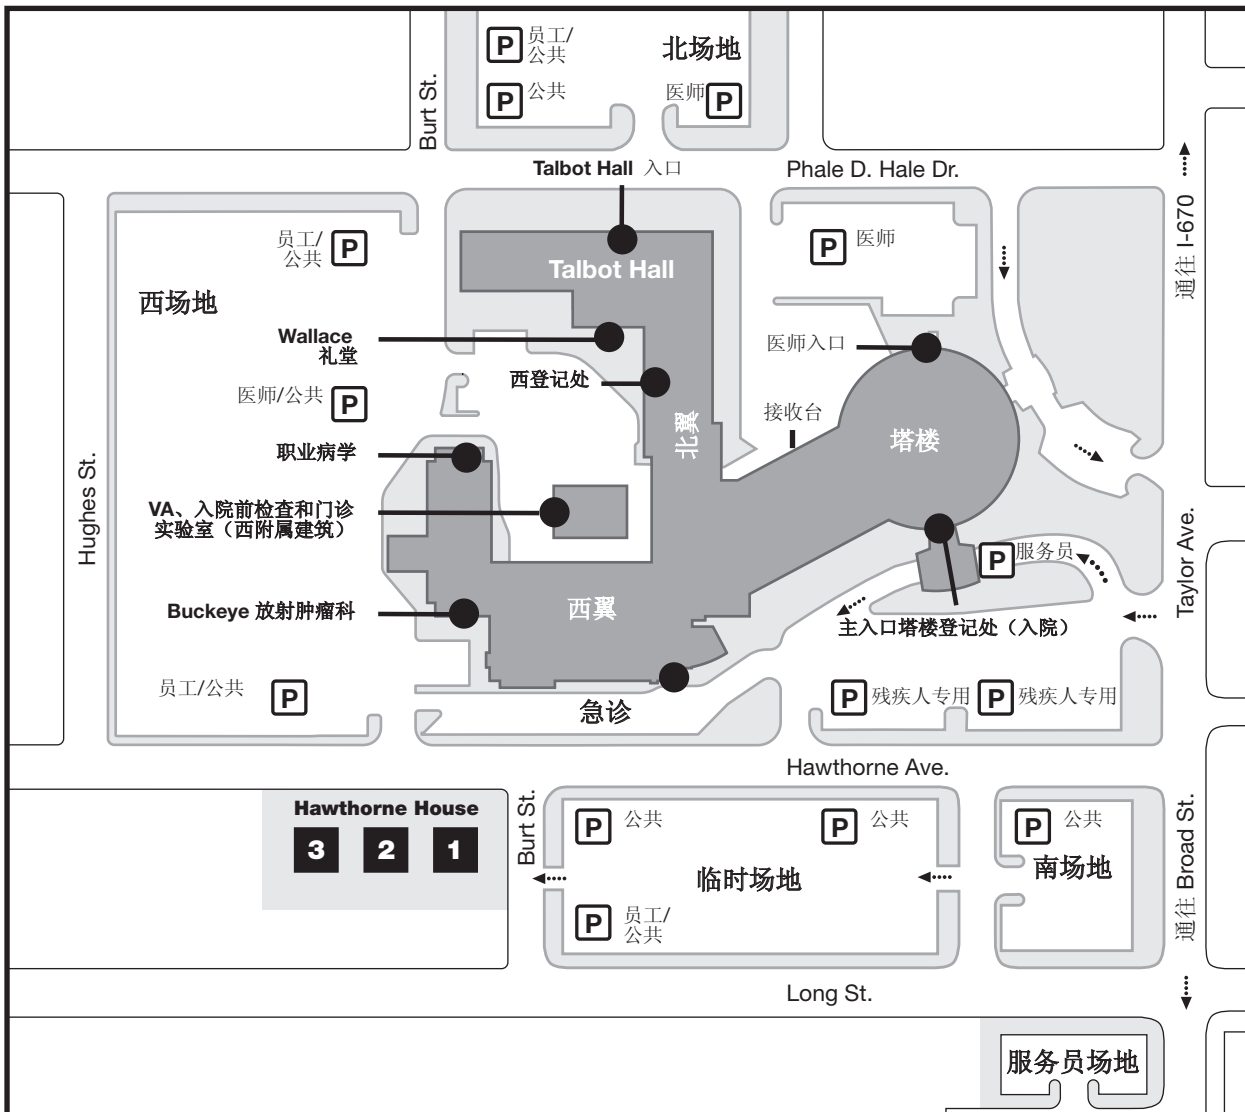 P 员工/
公共
P 公共
北场地
医师 P
Burt St.
Talbot Hall 入口
Phale D. Hale Dr.
通往 I-670
员工/
公共 P
西场地
Talbot Hall
P 医师
Wallace
礼堂
医师入口
西登记处
医师/公共 P
接收台
北翼
塔楼
职业病学
Hughes St.
VA、入院前检查和门诊
实验室（西附属建筑）
P 服务员
Taylor Ave.
Buckeye 放射肿瘤科
西翼
主入口塔楼登记处（入院）
员工/公共 P
急诊
P 残疾人专用
P 残疾人专用
Hawthorne Ave.
Hawthorne House
3 2 1
Burt St.
P 公共
P 公共
临时场地
P 员工/
公共
P 公共
南场地
通往 Broad St.
Long St.
服务员场地